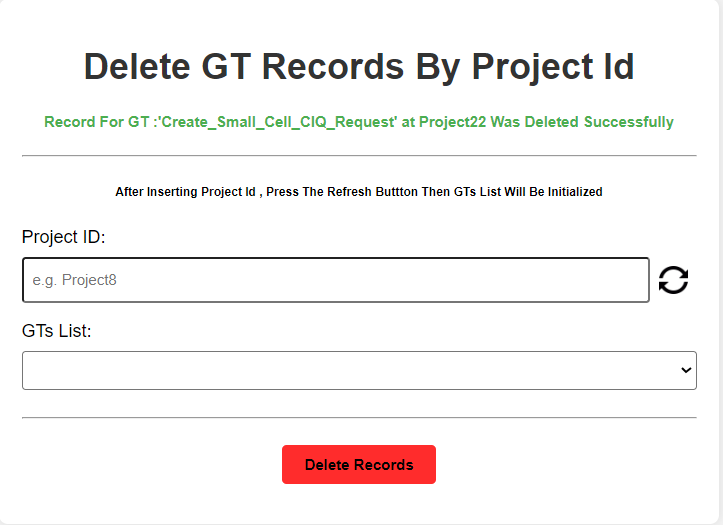 Delete GT Records By Project Id
Record For GT :'Create_Small_Cell_CIQ_Request' at Project22 Was Deleted Successfully
After Inserting Project Id , Press The Refresh Buttton Then GTs List Will Be Initialized
Project ID:
e.g. Project8
GTs List:
Delete Records